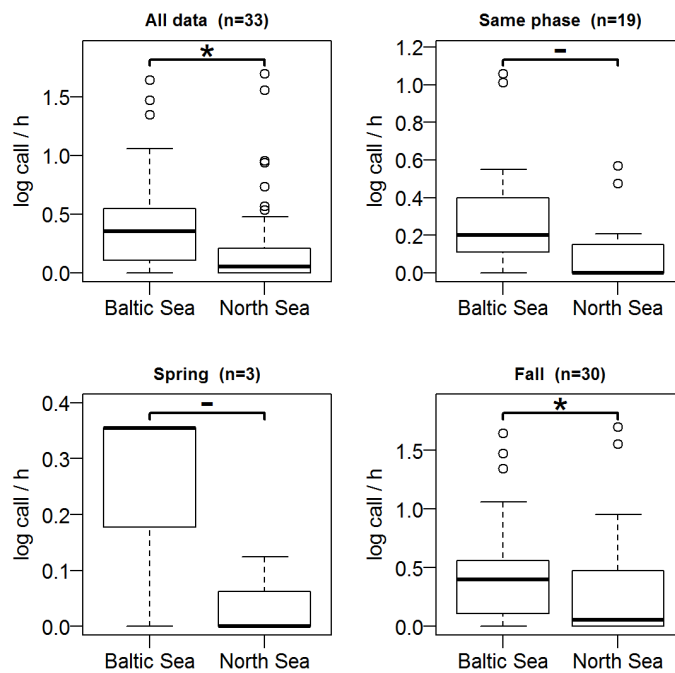 All data (n=33)
*
log call / h
1.5
1.0
0.5
0.0
Baltic Sea North Sea
Same phase (n=19)
-
log call / h
1.2
1.0
0.8
0.6
0.4
0.2
0.0
Baltic Sea North Sea
Spring (n=3)
-
log call / h
0.4
0.3
0.2
0.1
0.0
Baltic Sea North Sea
Fall (n=30)
*
log call / h
1.5
1.0
0.5
0.0
Baltic Sea North Sea